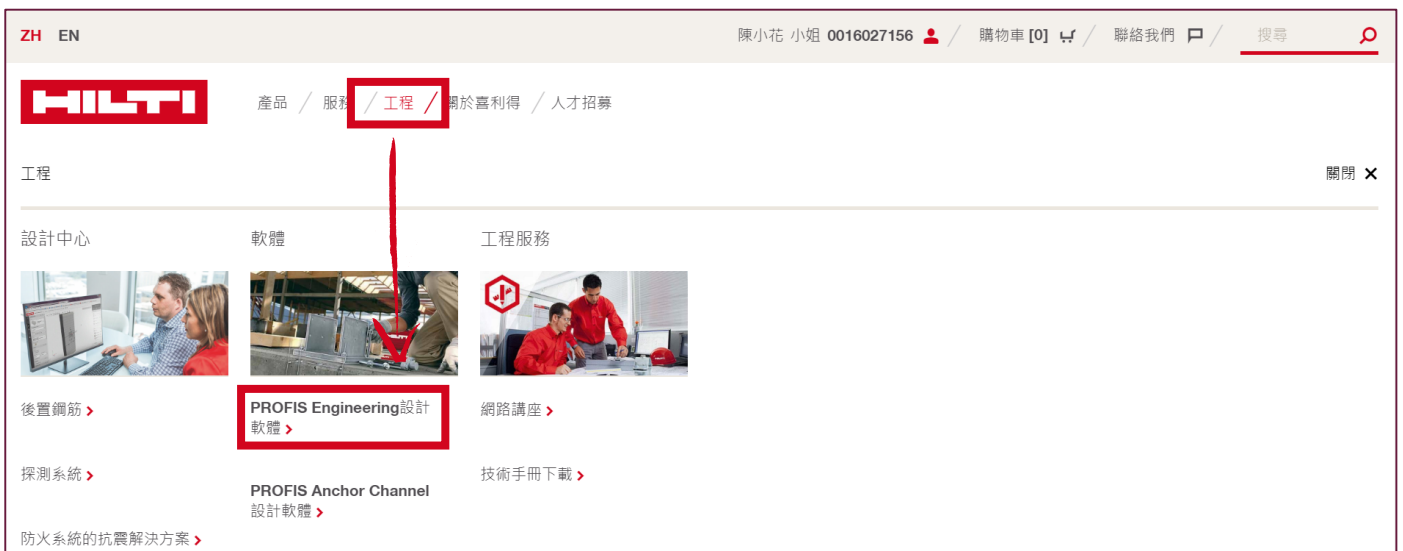 ZH EN
陳小花 小姐 0016027156 / 購物車 [0] / 聯絡我們 / 搜尋
HILTI
產品 / 服務 / 工程 / 關於喜利得 / 人才招募
工程
關閉 ✕
設計中心
軟體
工程服務
後置鋼筋 >
PROFIS Engineering設計
軟體 >
網路講座 >
探測系統 >
PROFIS Anchor Channel
設計軟體 >
技術手冊下載 >
防火系統的抗震解決方案 >